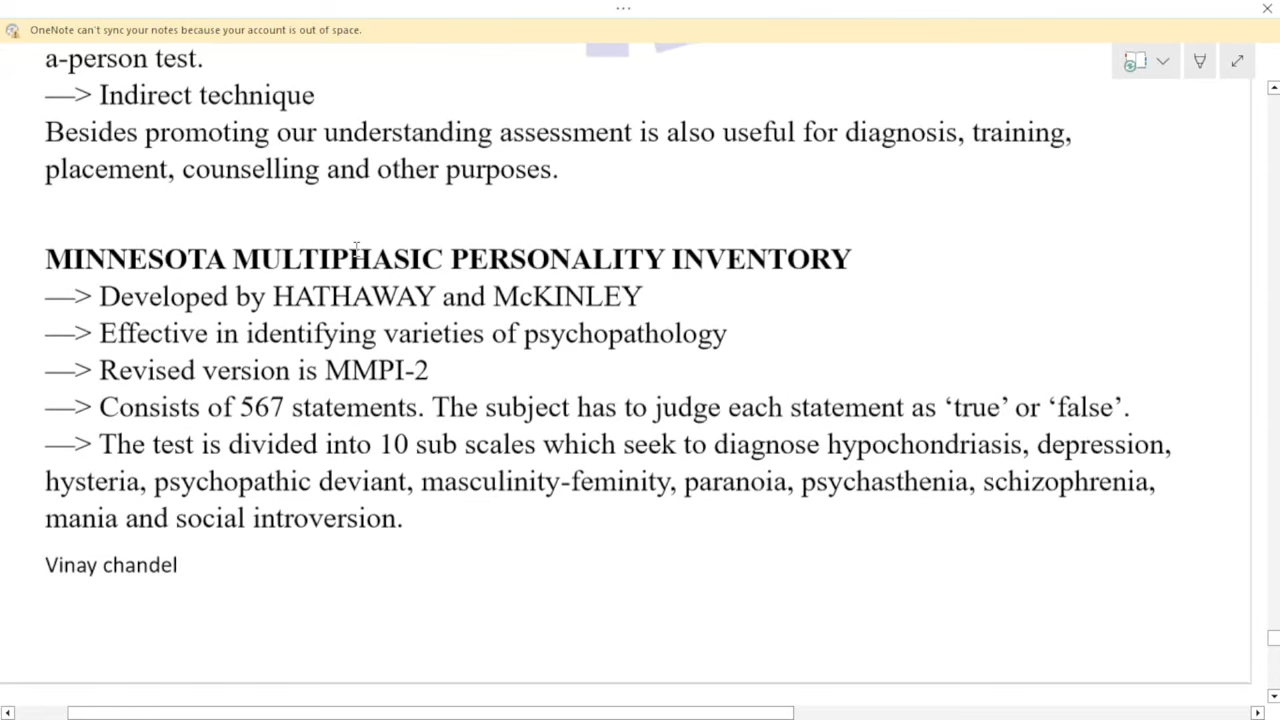 OneNote can't sync your notes because your account is out of space.
a-person test.
—> Indirect technique
Besides promoting our understanding assessment is also useful for diagnosis, training,
placement, counselling and other purposes.
MINNESOTA MULTIPHASIC PERSONALITY INVENTORY
—> Developed by HATHAWAY and McKINLEY
—> Effective in identifying varieties of psychopathology
—> Revised version is MMPI-2
—> Consists of 567 statements. The subject has to judge each statement as ‘true’ or ‘false’.
—> The test is divided into 10 sub scales which seek to diagnose hypochondriasis, depression,
hysteria, psychopathic deviant, masculinity-feminity, paranoia, psychasthenia, schizophrenia,
mania and social introversion.
Vinay chandel